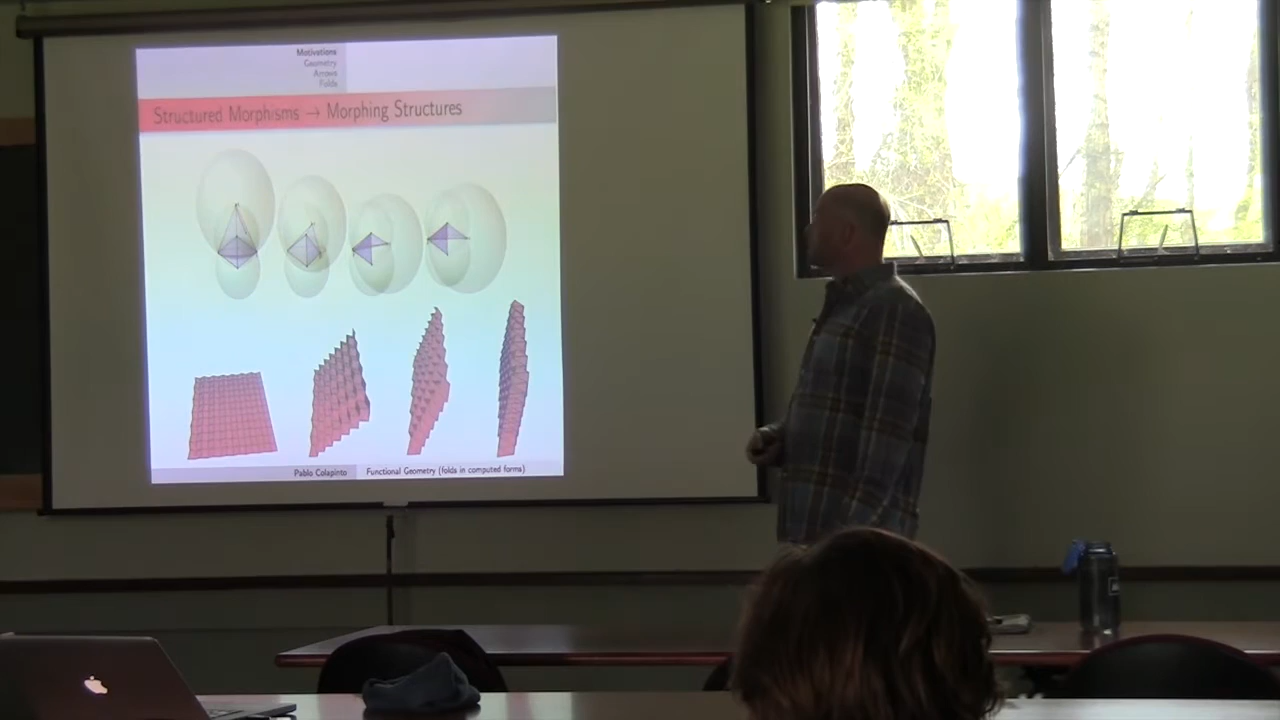 Motivations
Geometry
Arrows
Folds
Structured Morphisms → Morphing Structures
Pablo Colapinto Functional Geometry (folds in computed forms)